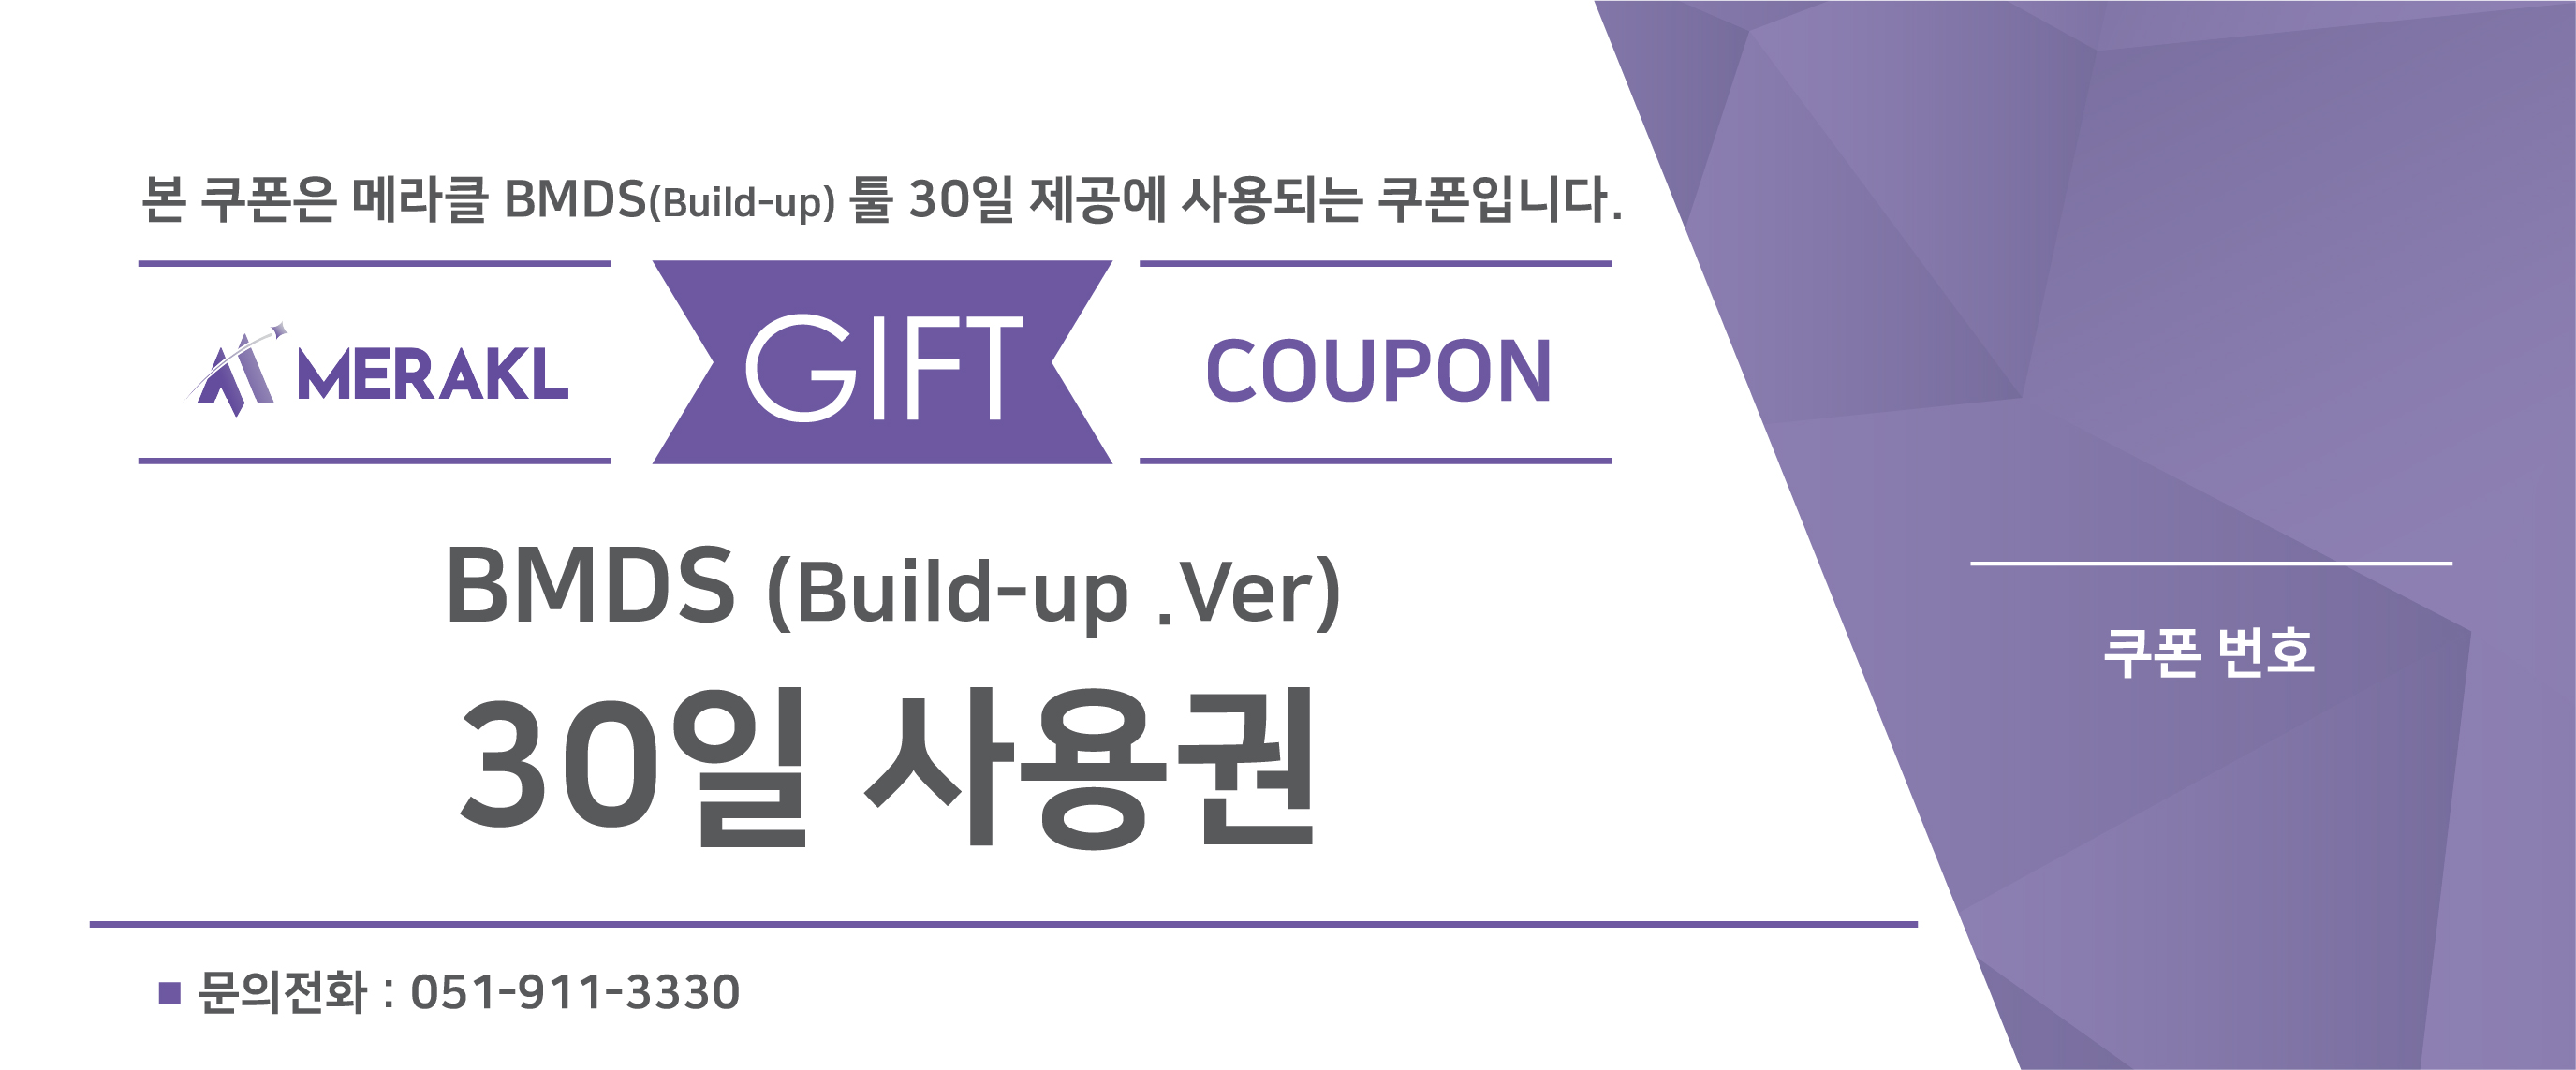 본 쿠폰은 메라클 BMDS(Build-up) 툴 30일 제공에 사용되는 쿠폰입니다.
MERAKL GIFT COUPON
BMDS (Build-up .Ver)
30일 사용권
쿠폰 번호
■ 문의전화 : 051-911-3330